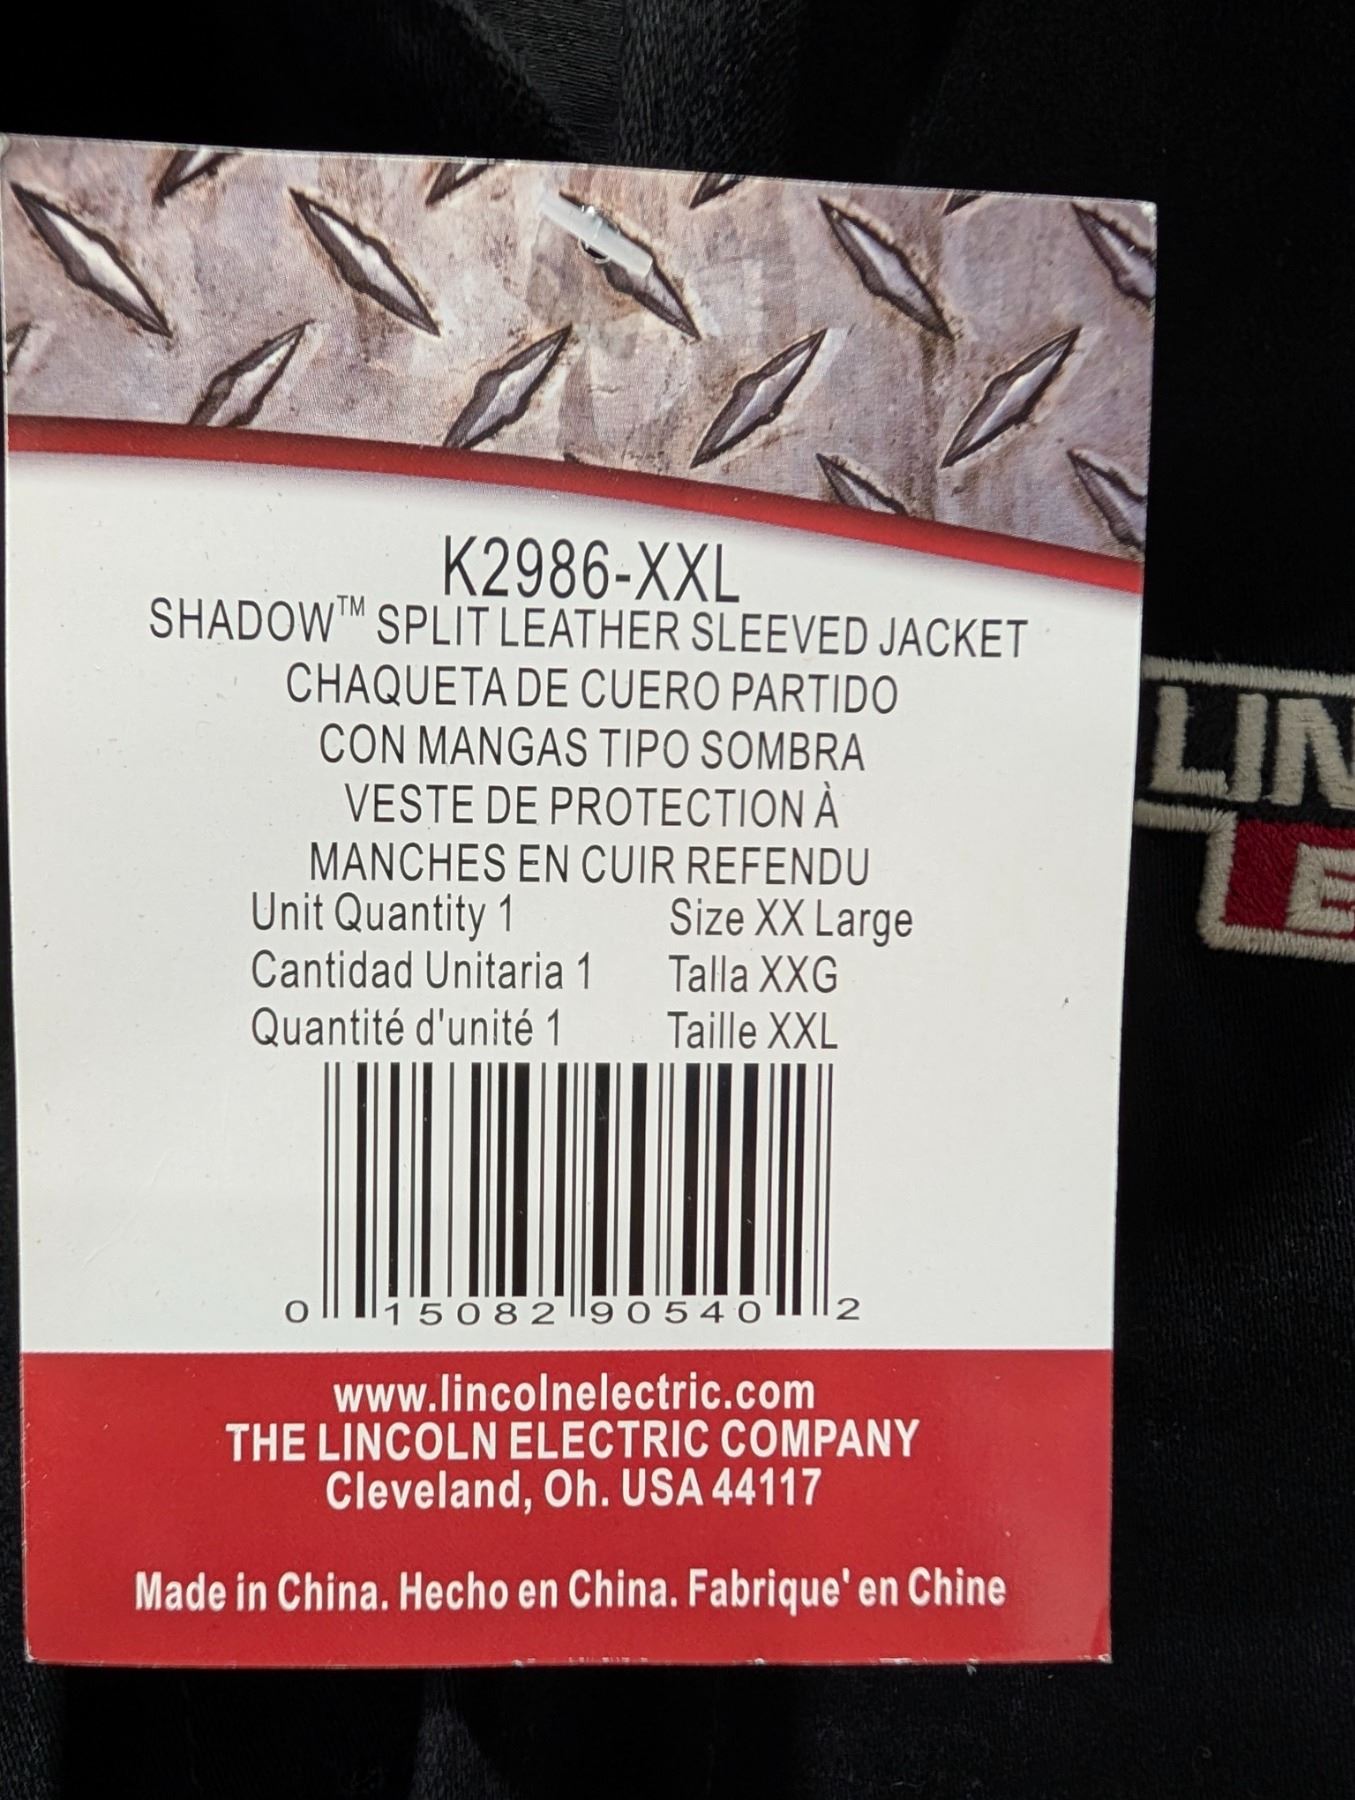 K2986-XXL
SHADOW™ SPLIT LEATHER SLEEVED JACKET
CHAQUETA DE CUERO PARTIDO
CON MANGAS TIPO SOMBRA
VESTE DE PROTECTION À
MANCHES EN CUIR REFENDU
Unit Quantity 1 Size XX Large
Cantidad Unitaria 1 Talla XXG
Quantité d'unité 1 Taille XXL
0 15082 90540 2
www.lincolnelectric.com
THE LINCOLN ELECTRIC COMPANY
Cleveland, Oh. USA 44117
Made in China. Hecho en China. Fabrique' en Chine
LIN
E